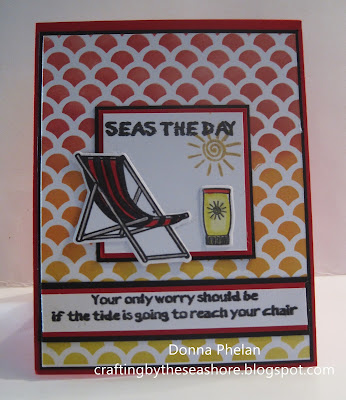 SEAS THE DAY
Your only worry should be
if the tide is going to reach your chair
Donna Phelan
craftingbytheseashore.blogspot.com